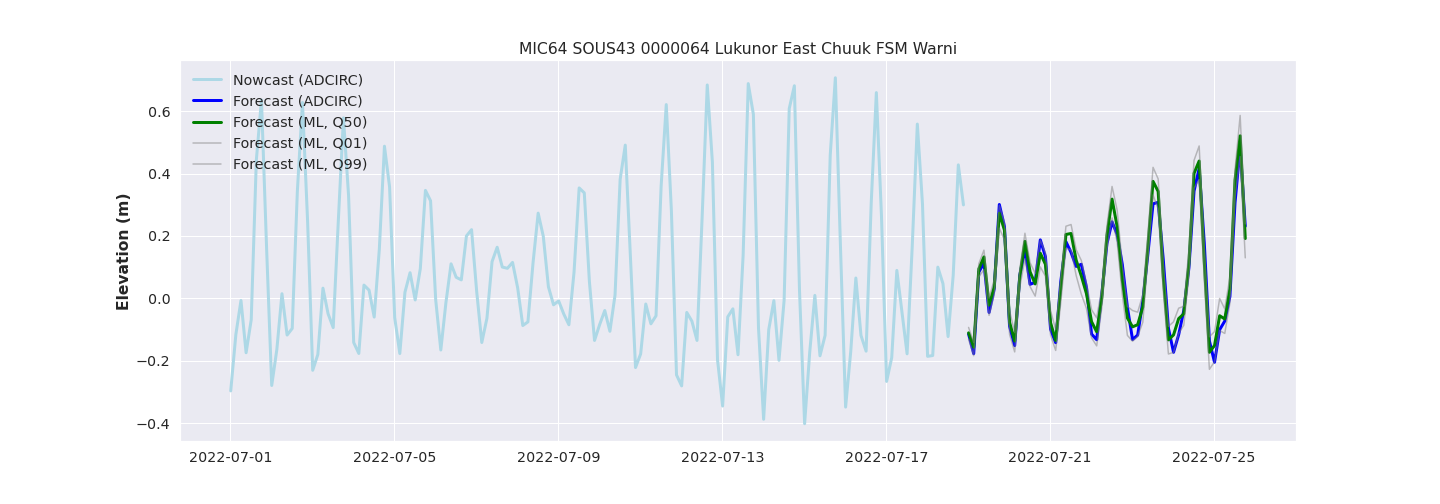 MIC64 SOUS43 0000064 Lukunor East Chuuk FSM Warni
Nowcast (ADCIRC)
Forecast (ADCIRC)
Forecast (ML, Q50)
Forecast (ML, Q01)
Forecast (ML, Q99)
Elevation (m)
0.6
0.4
0.2
0.0
−0.2
−0.4
2022-07-01 2022-07-05 2022-07-09 2022-07-13 2022-07-17 2022-07-21 2022-07-25